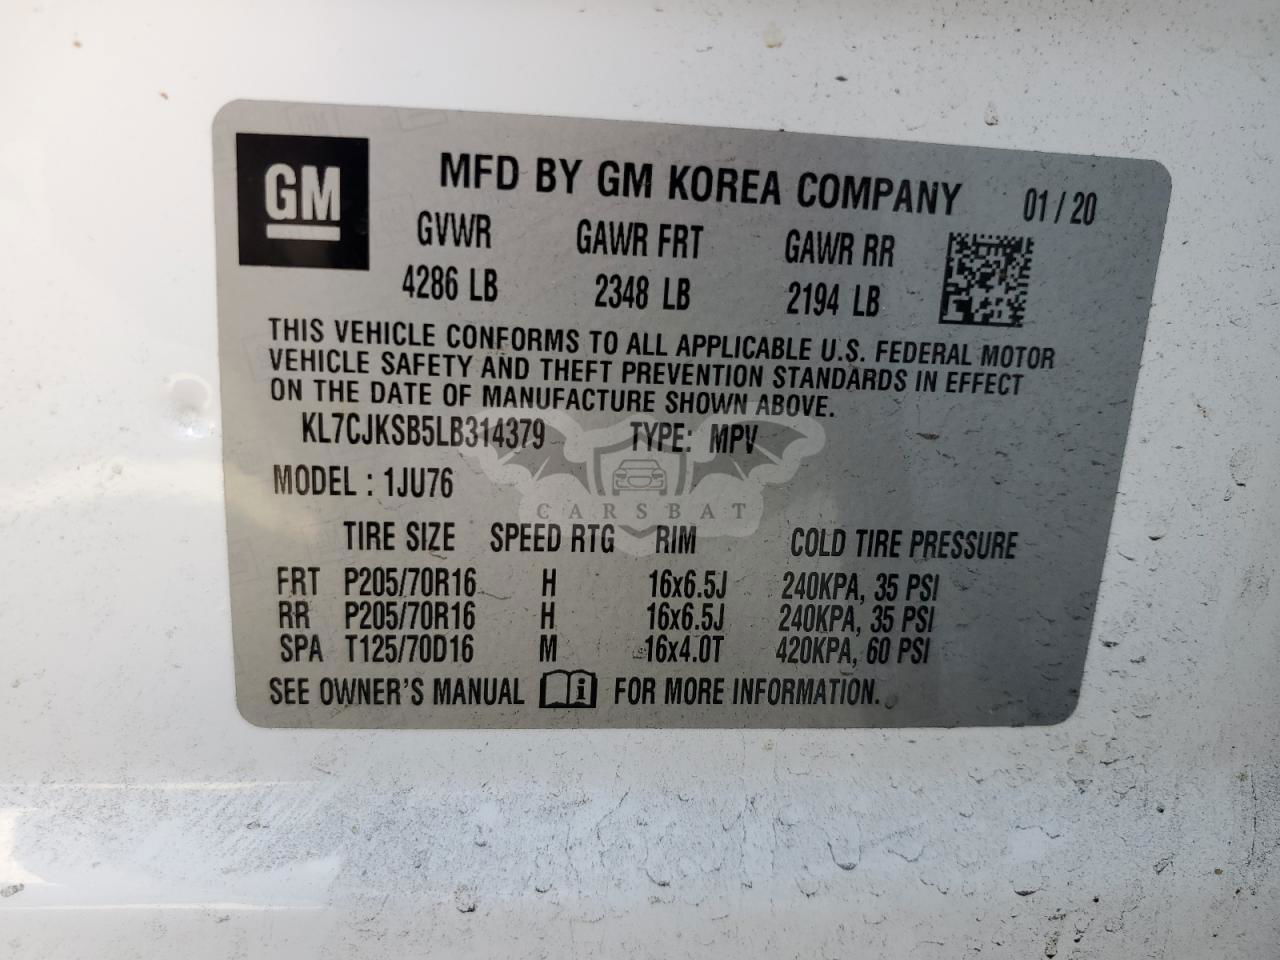 GM
MFD BY GM KOREA COMPANY 01 / 20
GVWR GAWR FRT GAWR RR
4286 LB 2348 LB 2194 LB
THIS VEHICLE CONFORMS TO ALL APPLICABLE U.S. FEDERAL MOTOR
VEHICLE SAFETY AND THEFT PREVENTION STANDARDS IN EFFECT
ON THE DATE OF MANUFACTURE SHOWN ABOVE.
KL7CJKSB5LB314379 TYPE: MPV
MODEL : 1JU76
CARSBAT
TIRE SIZE SPEED RTG RIM COLD TIRE PRESSURE
FRT P205/70R16 H 16x6.5J 240KPA, 35 PSI
RR P205/70R16 H 16x6.5J 240KPA, 35 PSI
SPA T125/70D16 M 16x4.0T 420KPA, 60 PSI
SEE OWNER'S MANUAL i FOR MORE INFORMATION.